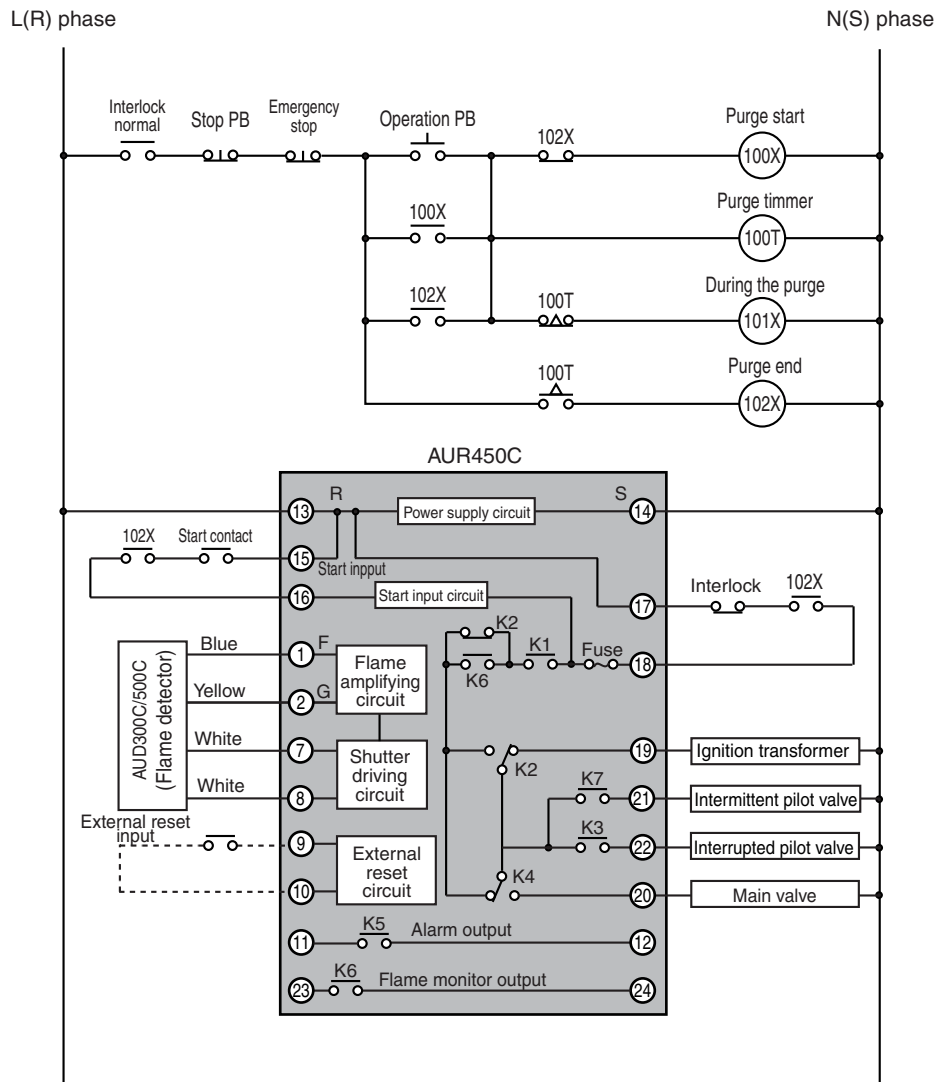 L(R) phase
N(S) phase
Interlock
normal
Stop PB
Emergency
stop
Operation PB
102X
Purge start
100X
100X
Purge timmer
100T
102X
100T
During the purge
101X
100T
Purge end
102X
AUR450C
13
R
Power supply circuit
S
14
102X
Start contact
15
Start inpput
16
Start input circuit
17
Interlock
102X
AUD300C/500C
(Flame detector)
Blue
1
F
Yellow
2
G
Flame
amplifying
circuit
K2
K6
K1
Fuse
18
White
7
White
8
Shutter
driving
circuit
K2
19
Ignition transformer
K7
21
Intermittent pilot valve
K3
22
Interrupted pilot valve
External reset
input
9
10
External
reset
circuit
K4
20
Main valve
11
K5
Alarm output
12
23
K6
Flame monitor output
24